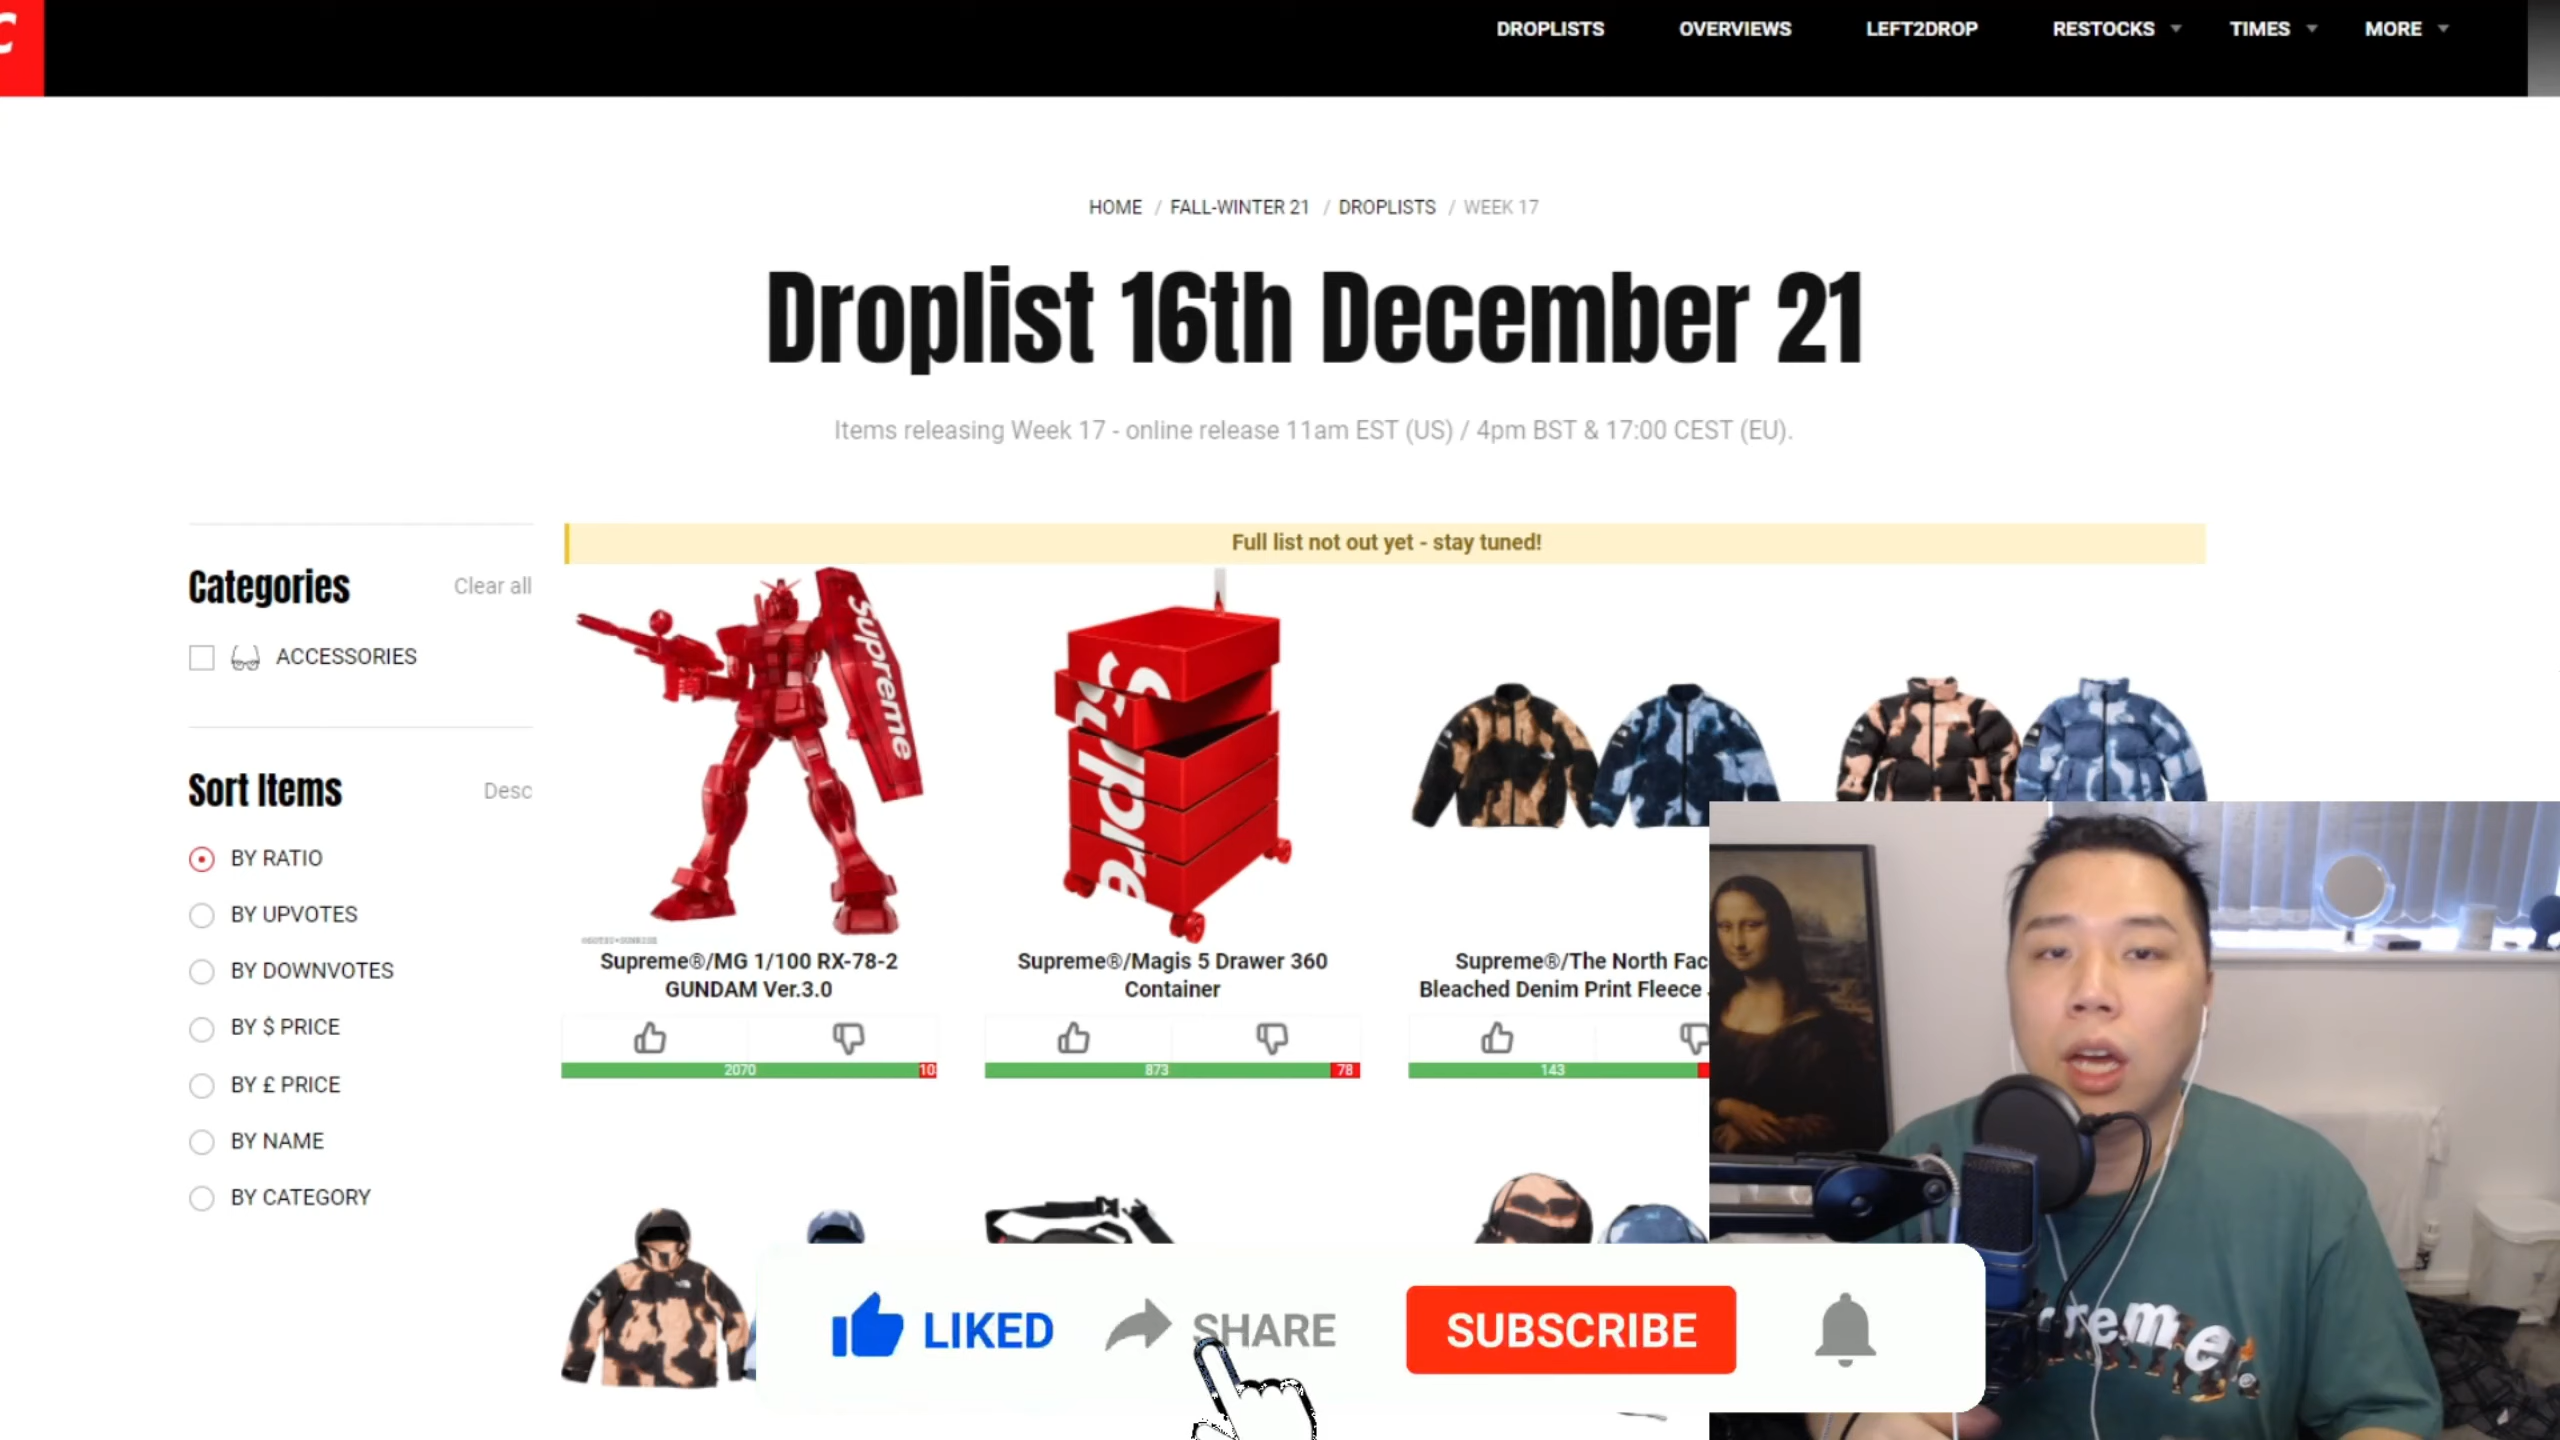 C
DROPLISTS OVERVIEWS LEFT2DROP RESTOCKS TIMES MORE
HOME / FALL-WINTER 21 / DROPLISTS / WEEK 17
Droplist 16th December 21
Items releasing Week 17 - online release 11am EST (US) / 4pm BST & 17:00 CEST (EU).
Full list not out yet - stay tuned!
Categories Clear all
ACCESSORIES
Sort Items Desc
BY RATIO
BY UPVOTES
BY DOWNVOTES
BY $ PRICE
BY £ PRICE
BY NAME
BY CATEGORY
Supreme
Supreme
Supreme®/MG 1/100 RX-78-2
GUNDAM Ver.3.0
2070 10
Supreme®/Magis 5 Drawer 360
Container
873 78
Supreme®/The North Fac
Bleached Denim Print Fleece
143
LIKED SHARE SUBSCRIBE
preme